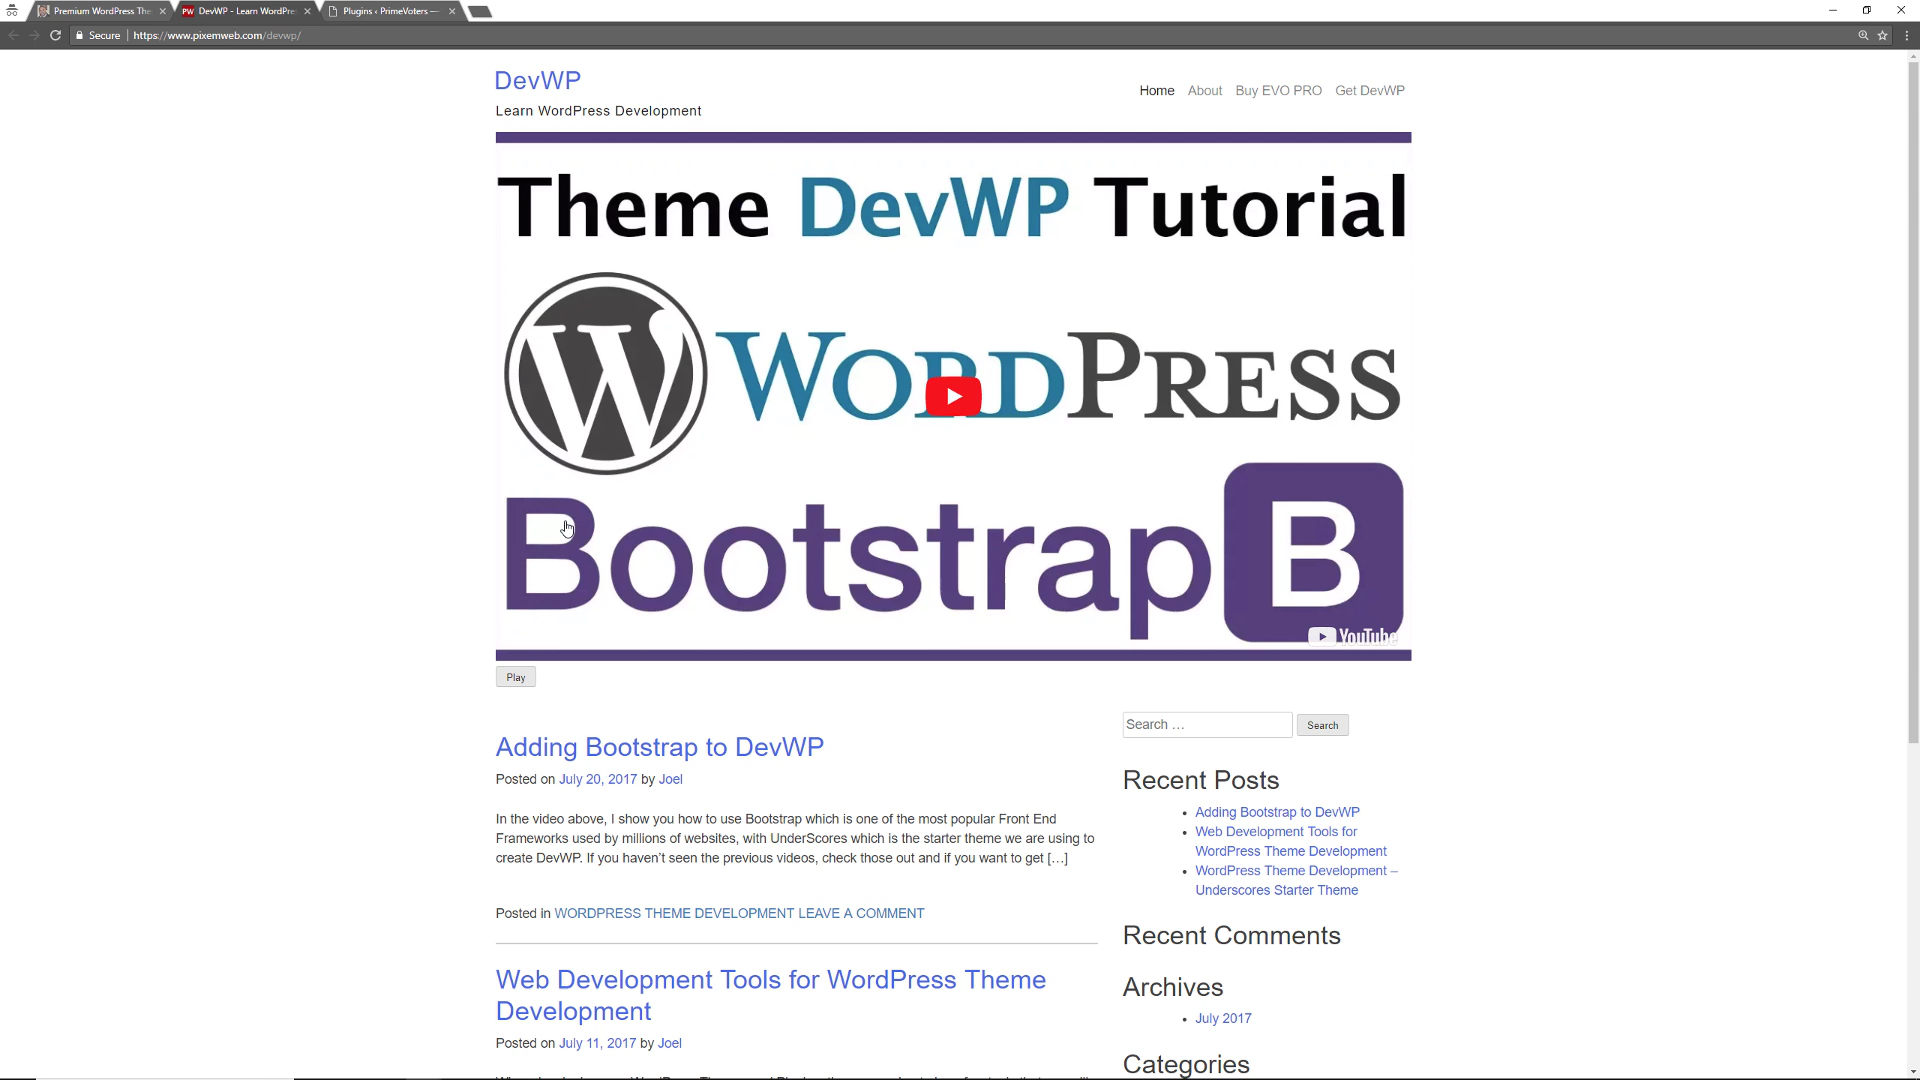 Premium WordPress The
DevWP - Learn WordPre
Plugins ‹ PrimeVoters —
Secure https://www.pixemweb.com/devwp/
DevWP
Learn WordPress Development
Home About Buy EVO PRO Get DevWP
Theme DevWP Tutorial
W WORDPRESS
Bootstrap B
YouTube
Play
Adding Bootstrap to DevWP
Posted on July 20, 2017 by Joel
In the video above, I show you how to use Bootstrap which is one of the most popular Front End
Frameworks used by millions of websites, with UnderScores which is the starter theme we are using to
create DevWP. If you haven't seen the previous videos, check those out and if you want to get […]
Posted in WORDPRESS THEME DEVELOPMENT LEAVE A COMMENT
Web Development Tools for WordPress Theme
Development
Posted on July 11, 2017 by Joel
Search …
Search
Recent Posts
Adding Bootstrap to DevWP
Web Development Tools for
WordPress Theme Development
WordPress Theme Development –
Underscores Starter Theme
Recent Comments
Archives
July 2017
Categories